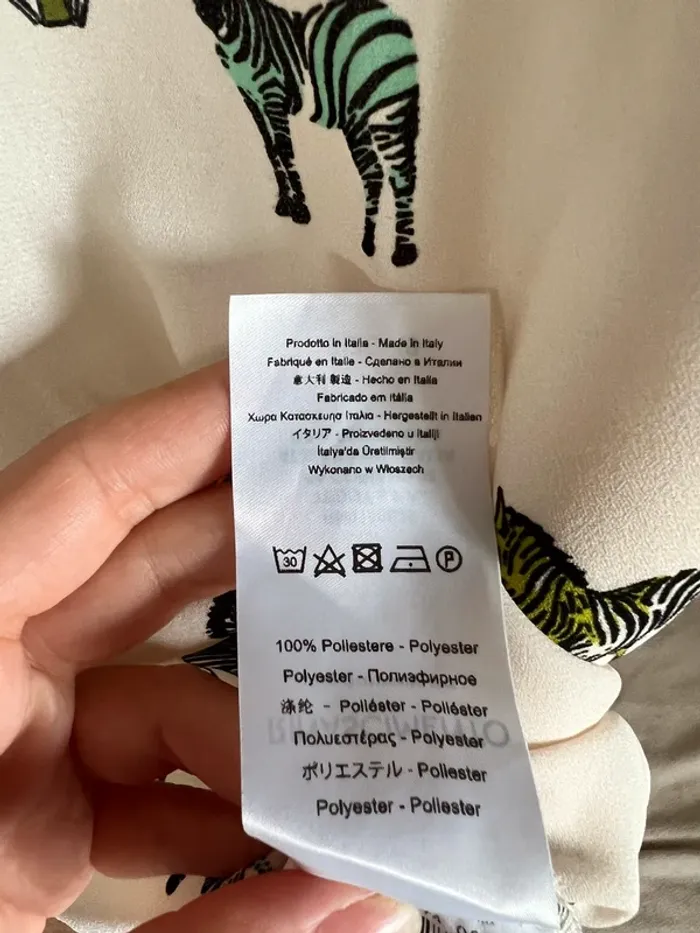 Prodotto in Italia - Made in Italy
Fabriqué en Italie - Сделано в Италии
意大利 製造 - Hecho en Italia
Fabricado em itália
Χωρα Κατασκευησ Ιταλια - Hergestellt in Italien
イタリア - Proizvedeno u Italiji
İtalya'da Üretilmiştir
Wykonano w Włoszech
30
P
100% Poliestere - Polyester
Polyester - Полиэфирное
涤纶 - Poliéster - Poliéster
Πολυεστέρας - Polyester
ポリエステル - Poliester
Polyester - Poliester
RINASCIMENTO